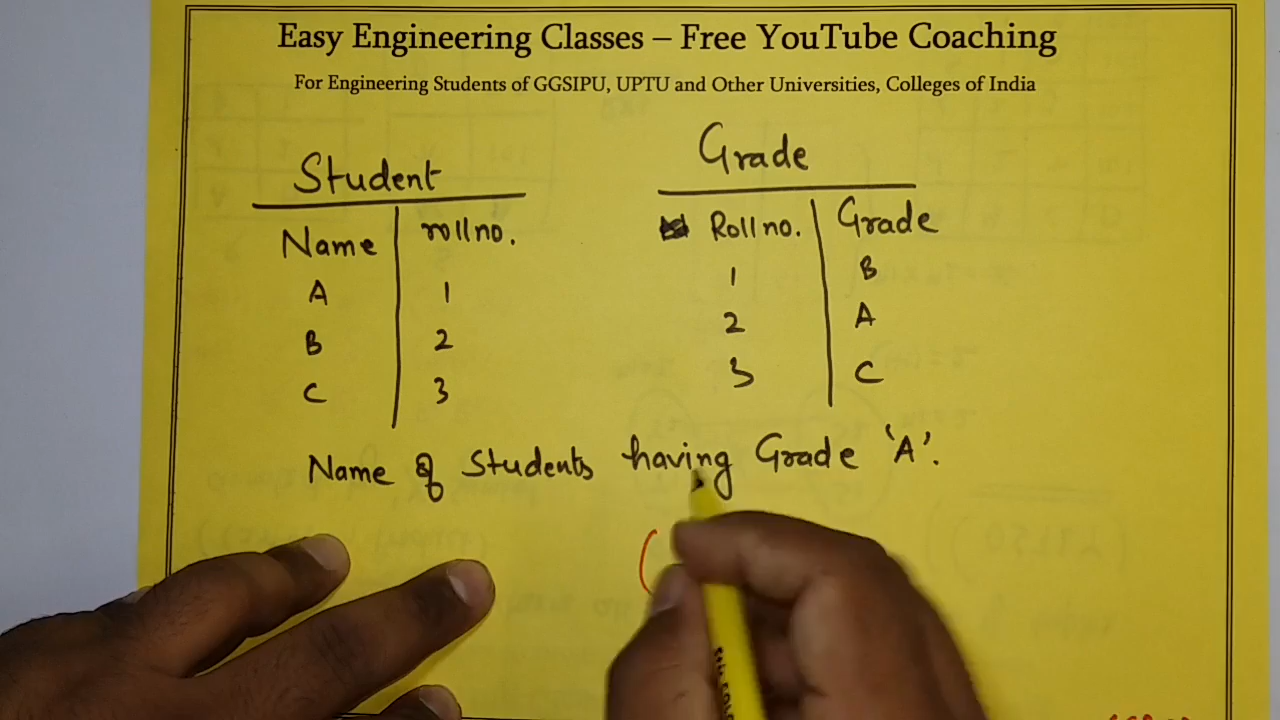 Easy Engineering Classes – Free YouTube Coaching
For Engineering Students of GGSIPU, UPTU and Other Universities, Colleges of India
Student
Name rollno.
A 1
B 2
C 3
Grade
Rollno. Grade
1 B
2 A
3 C
Name of Students having Grade 'A'.
(